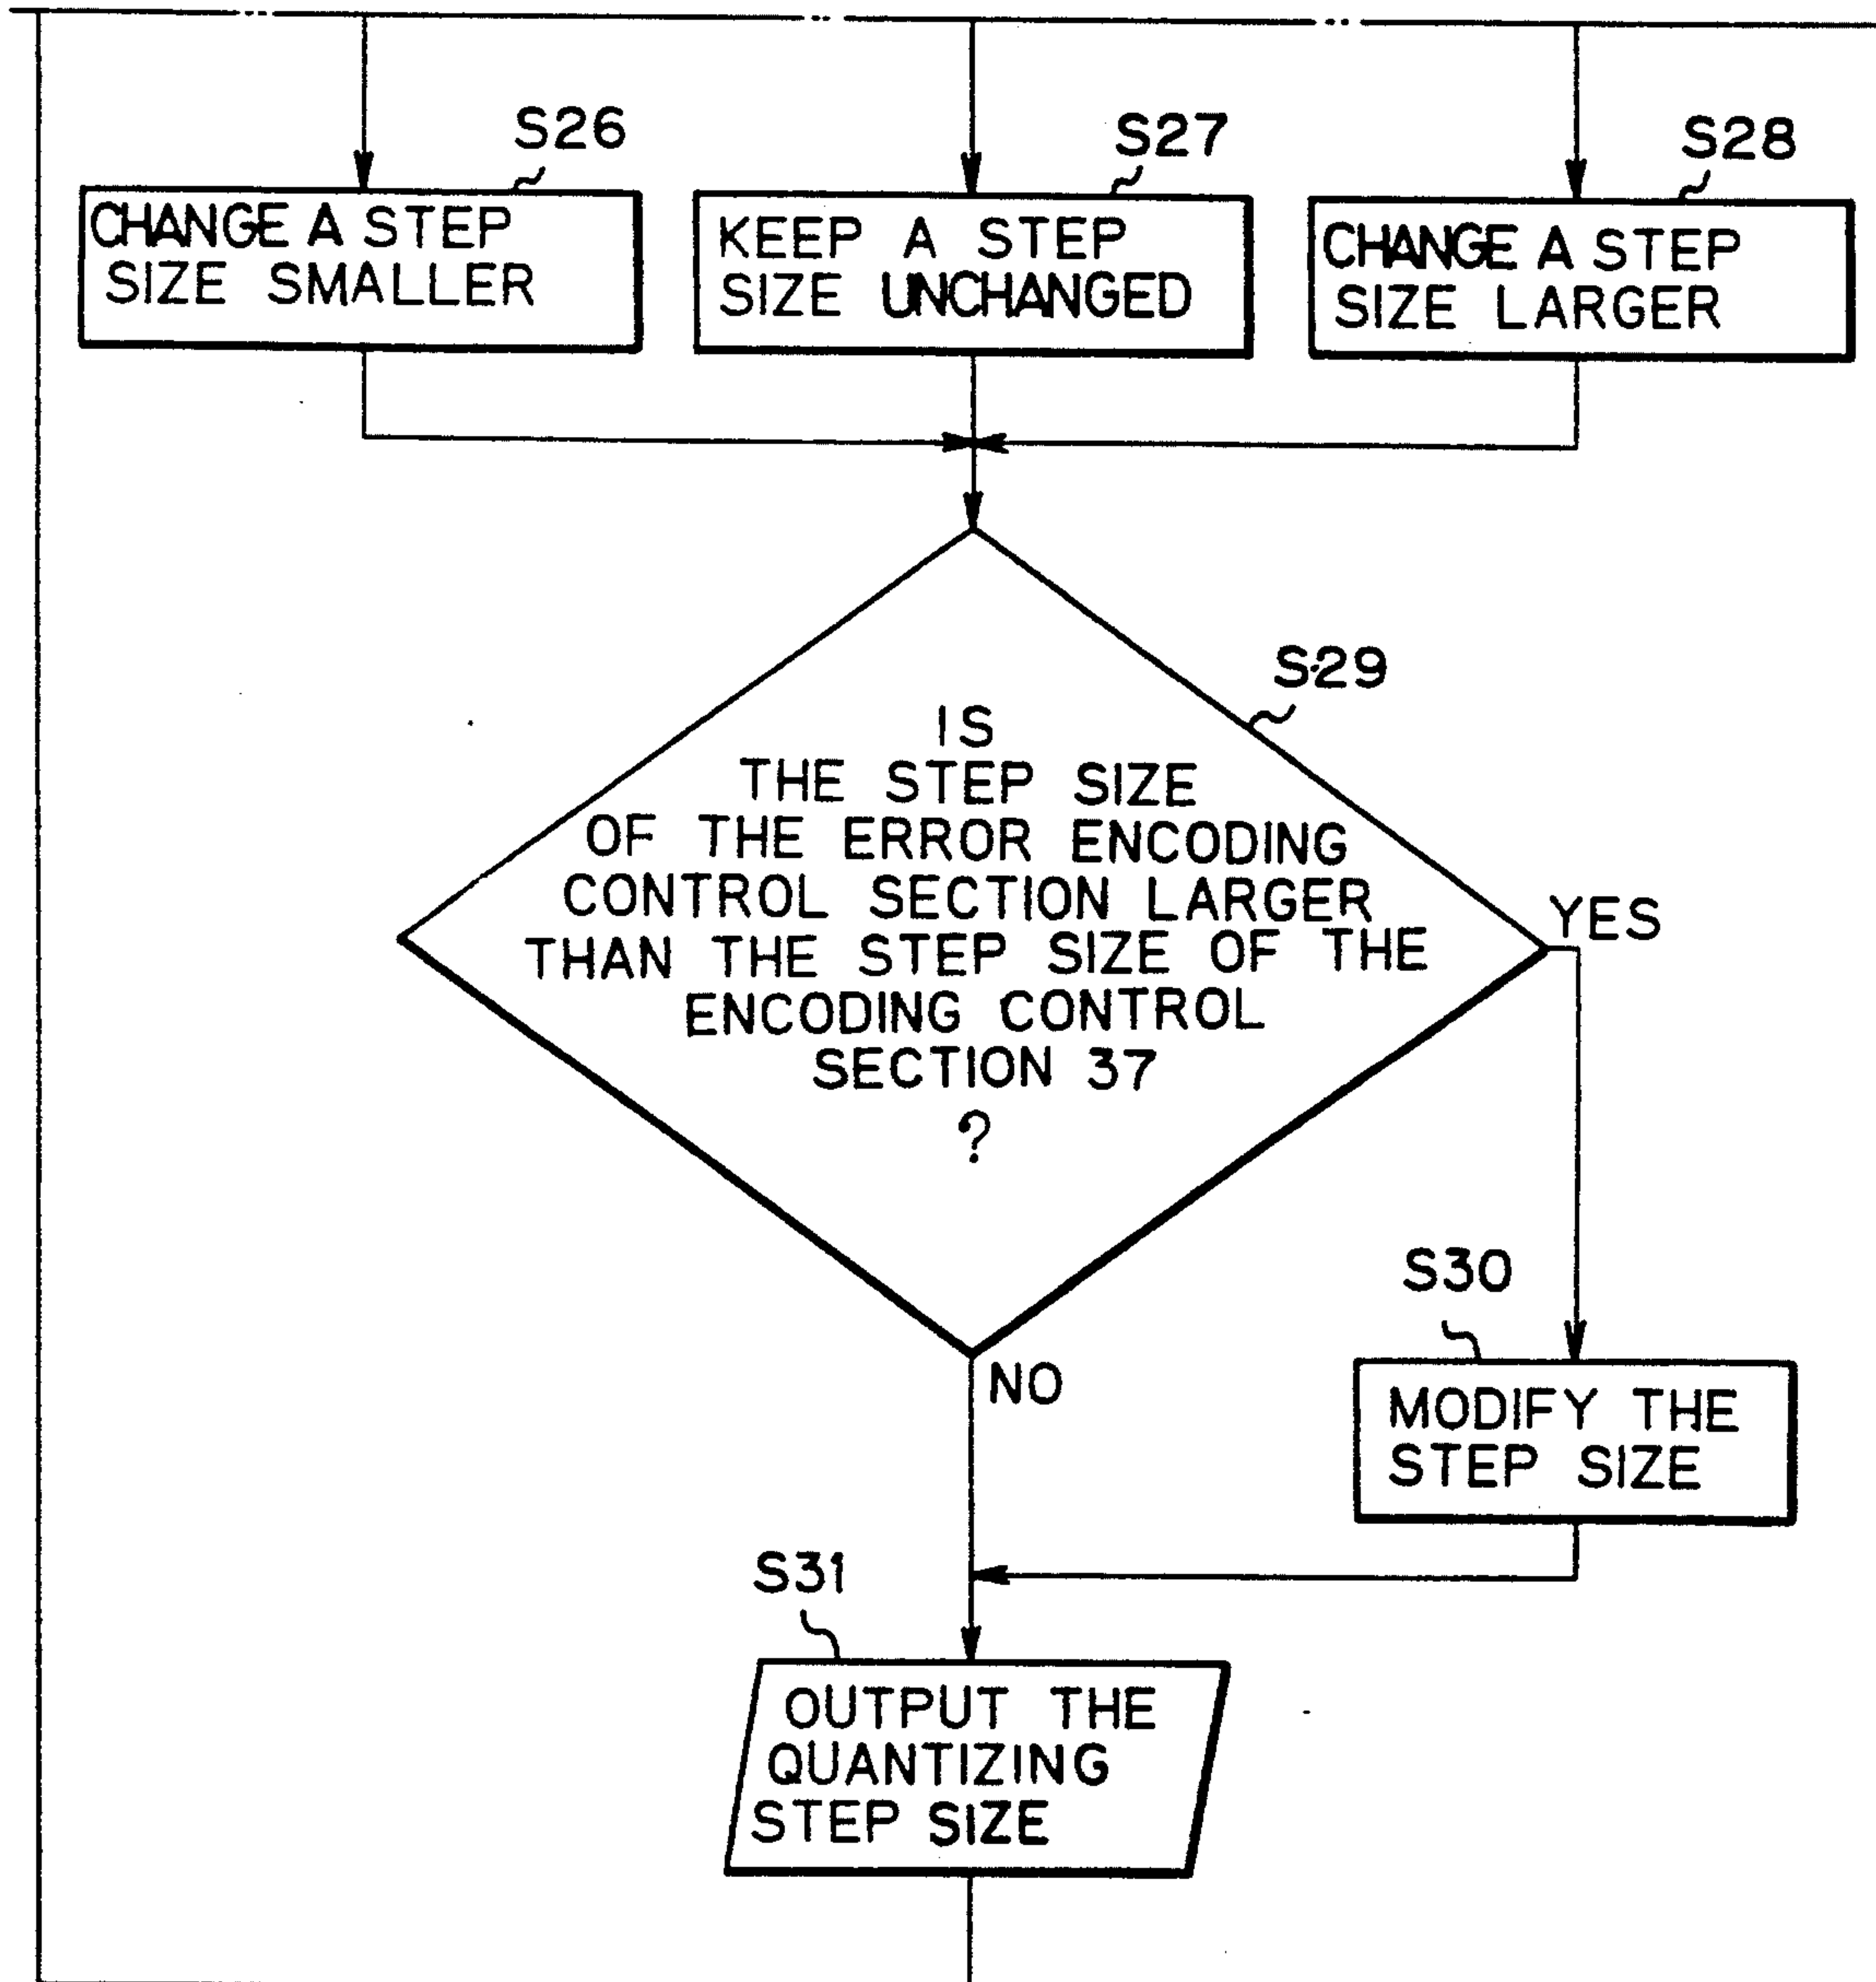 S26
CHANGE A STEP
SIZE SMALLER
S27
KEEP A STEP
SIZE UNCHANGED
S28
CHANGE A STEP
SIZE LARGER
S29
IS
THE STEP SIZE
OF THE ERROR ENCODING
CONTROL SECTION LARGER
THAN THE STEP SIZE OF THE
ENCODING CONTROL
SECTION 37
?
YES
NO
S30
MODIFY THE
STEP SIZE
S31
OUTPUT THE
QUANTIZING
STEP SIZE